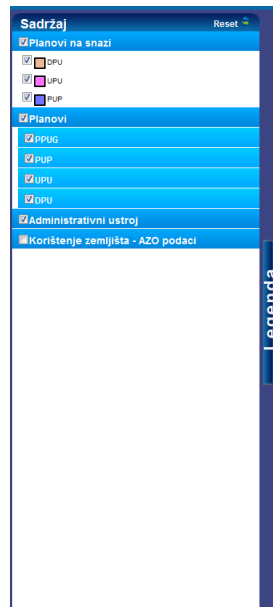 Sadržaj Reset
Planovi na snazi
DPU
UPU
PUP
Planovi
PPUG
PUP
UPU
DPU
Administrativni ustroj
Korištenje zemljišta - AZO podaci
Legenda